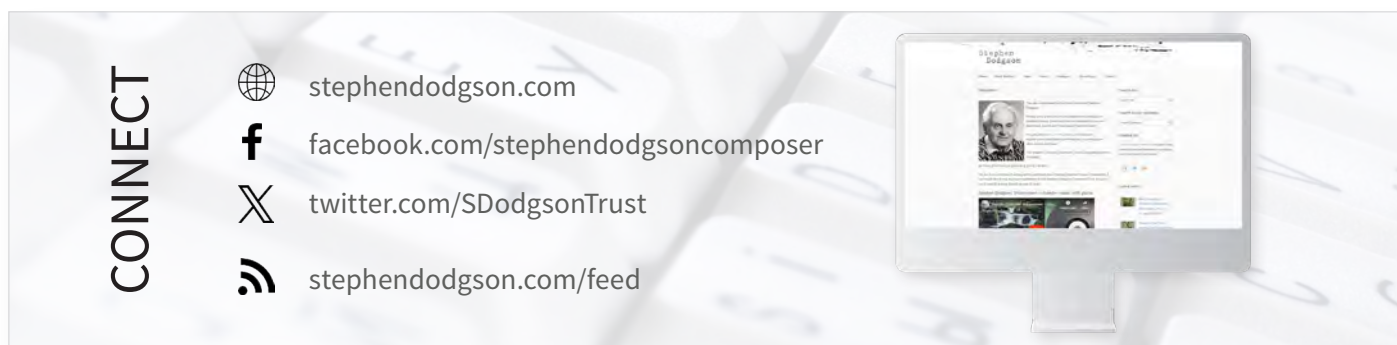 CONNECT
stephendodgson.com
facebook.com/stephendodgsoncomposer
twitter.com/SDodgsonTrust
stephendodgson.com/feed
Stephen
Dodgson